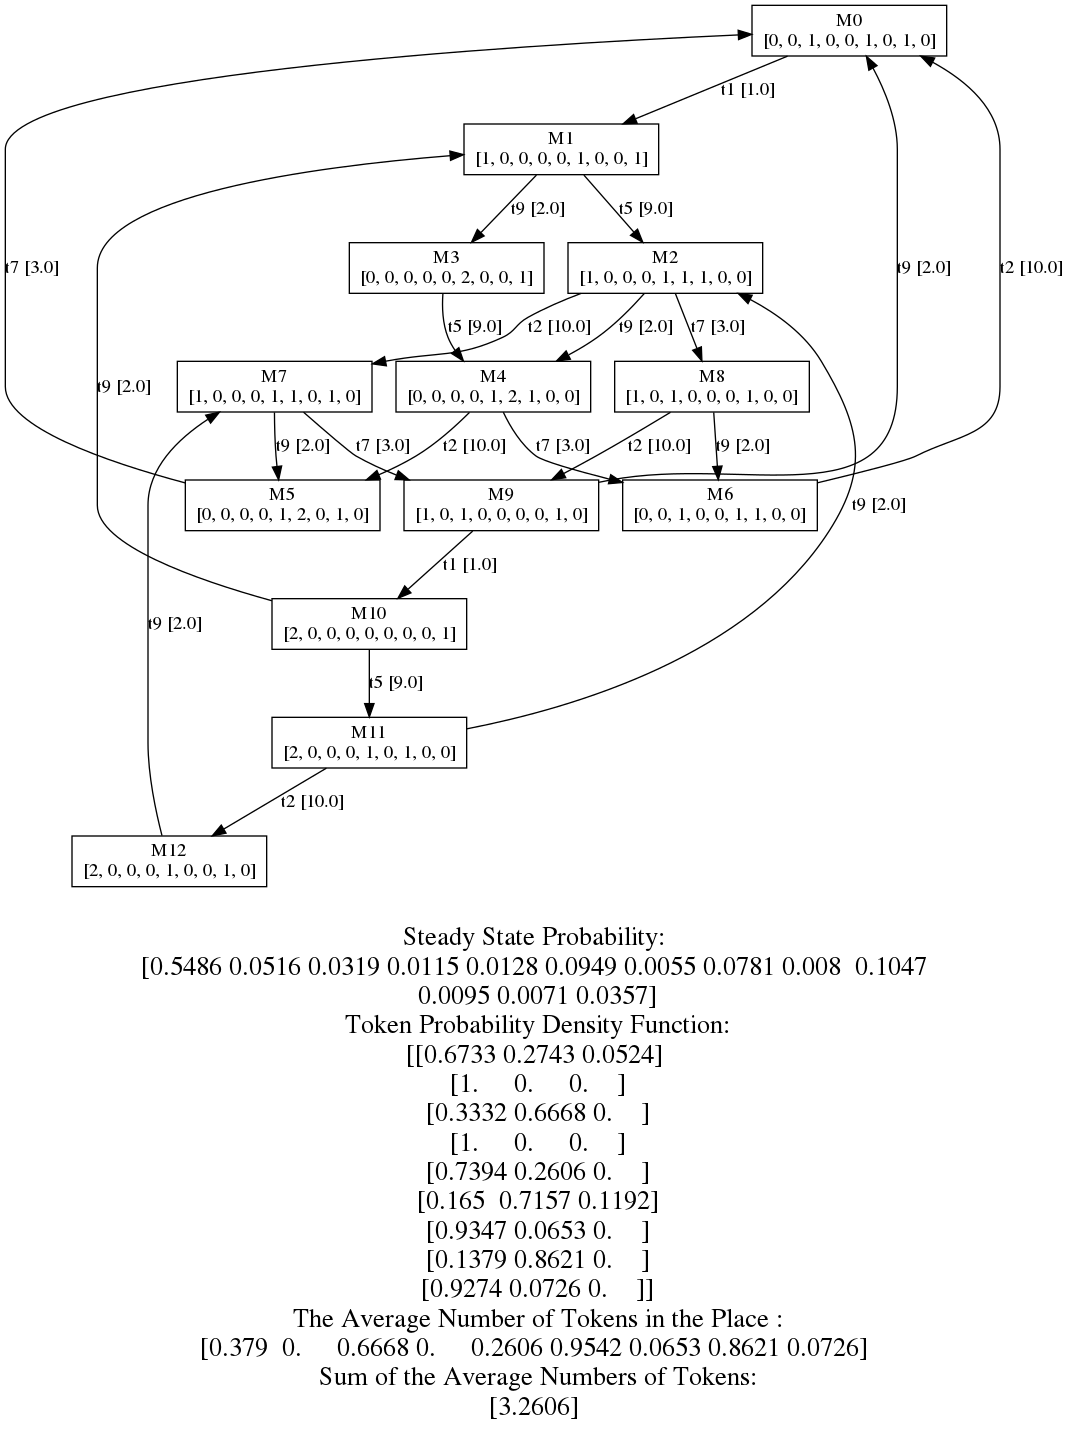 M0
[0, 0, 1, 0, 0, 1, 0, 1, 0]
t1 [1.0]
M1
[1, 0, 0, 0, 0, 1, 0, 0, 1]
t9 [2.0]
t5 [9.0]
M3
[0, 0, 0, 0, 0, 2, 0, 0, 1]
M2
[1, 0, 0, 0, 1, 1, 1, 0, 0]
t7 [3.0]
t9 [2.0]
t2 [10.0]
t5 [9.0]
t2 [10.0]
t9 [2.0]
t7 [3.0]
M7
[1, 0, 0, 0, 1, 1, 0, 1, 0]
M4
[0, 0, 0, 0, 1, 2, 1, 0, 0]
M8
[1, 0, 1, 0, 0, 0, 1, 0, 0]
t9 [2.0]
t9 [2.0]
t7 [3.0]
t2 [10.0]
t7 [3.0]
t2 [10.0]
t9 [2.0]
M5
[0, 0, 0, 0, 1, 2, 0, 1, 0]
M9
[1, 0, 1, 0, 0, 0, 0, 1, 0]
M6
[0, 0, 1, 0, 0, 1, 1, 0, 0]
t9 [2.0]
t1 [1.0]
M10
[2, 0, 0, 0, 0, 0, 0, 0, 1]
t9 [2.0]
t5 [9.0]
M11
[2, 0, 0, 0, 1, 0, 1, 0, 0]
t2 [10.0]
M12
[2, 0, 0, 0, 1, 0, 0, 1, 0]
Steady State Probability:
[0.5486 0.0516 0.0319 0.0115 0.0128 0.0949 0.0055 0.0781 0.008 0.1047
0.0095 0.0071 0.0357]
Token Probability Density Function:
[[0.6733 0.2743 0.0524]
[1. 0. 0. ]
[0.3332 0.6668 0. ]
[1. 0. 0. ]
[0.7394 0.2606 0. ]
[0.165 0.7157 0.1192]
[0.9347 0.0653 0. ]
[0.1379 0.8621 0. ]
[0.9274 0.0726 0. ]]
The Average Number of Tokens in the Place :
[0.379 0. 0.6668 0. 0.2606 0.9542 0.0653 0.8621 0.0726]
Sum of the Average Numbers of Tokens:
[3.2606]